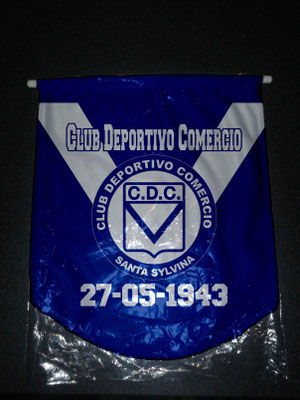 CLUB DEPORTIVO COMERCIO
CLUB DEPORTIVO COMERCIO
C.D.C.
SANTA SYLVINA
27-05-1943